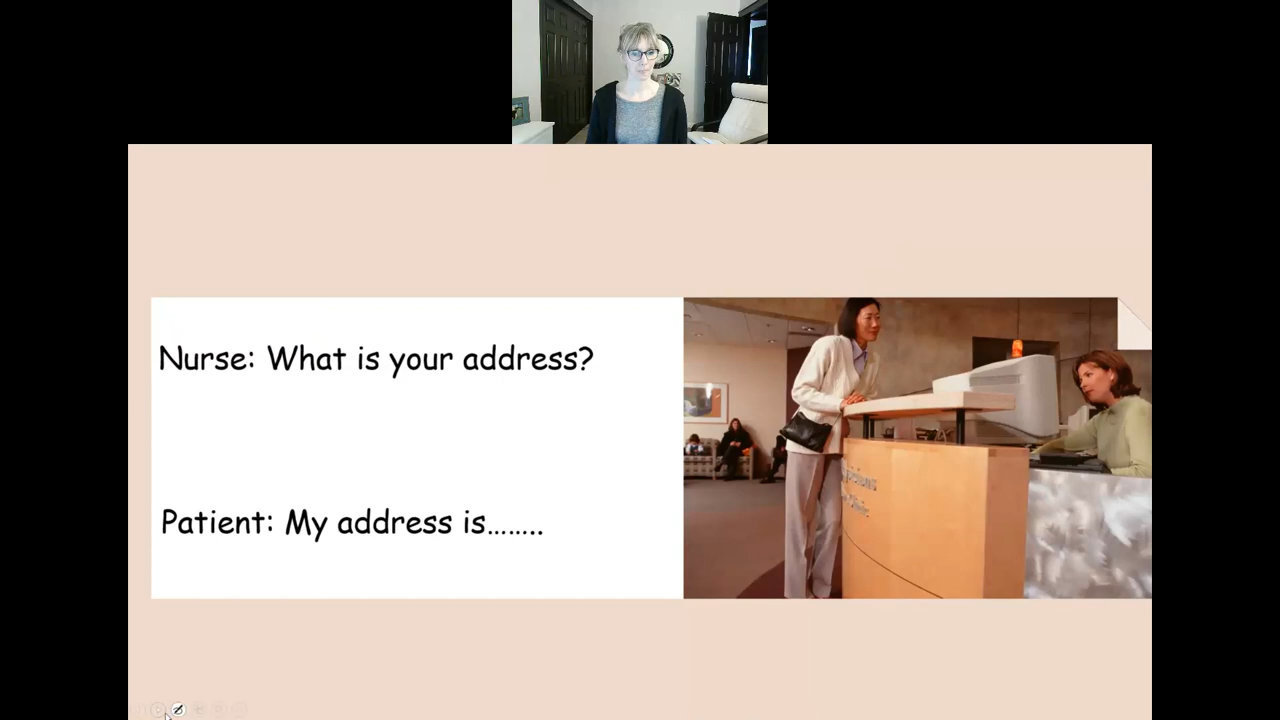 Nurse: What is your address?
Patient: My address is........